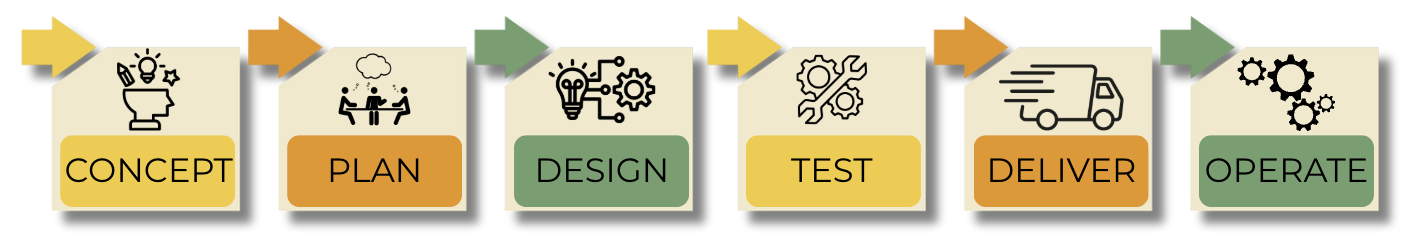 CONCEPT
PLAN
DESIGN
TEST
DELIVER
OPERATE